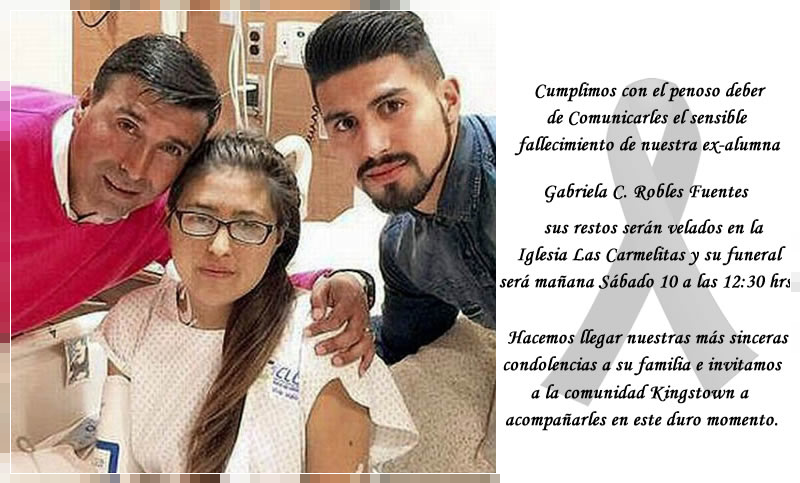 Cumplimos con el penoso deber
de Comunicarles el sensible
fallecimiento de nuestra ex-alumna
Gabriela C. Robles Fuentes
sus restos serán velados en la
Iglesia Las Carmelitas y su funeral
será mañana Sábado 10 a las 12:30 hrs
Hacemos llegar nuestras más sinceras
condolencias a su familia e invitamos
a la comunidad Kingstown a
acompañarles en este duro momento.